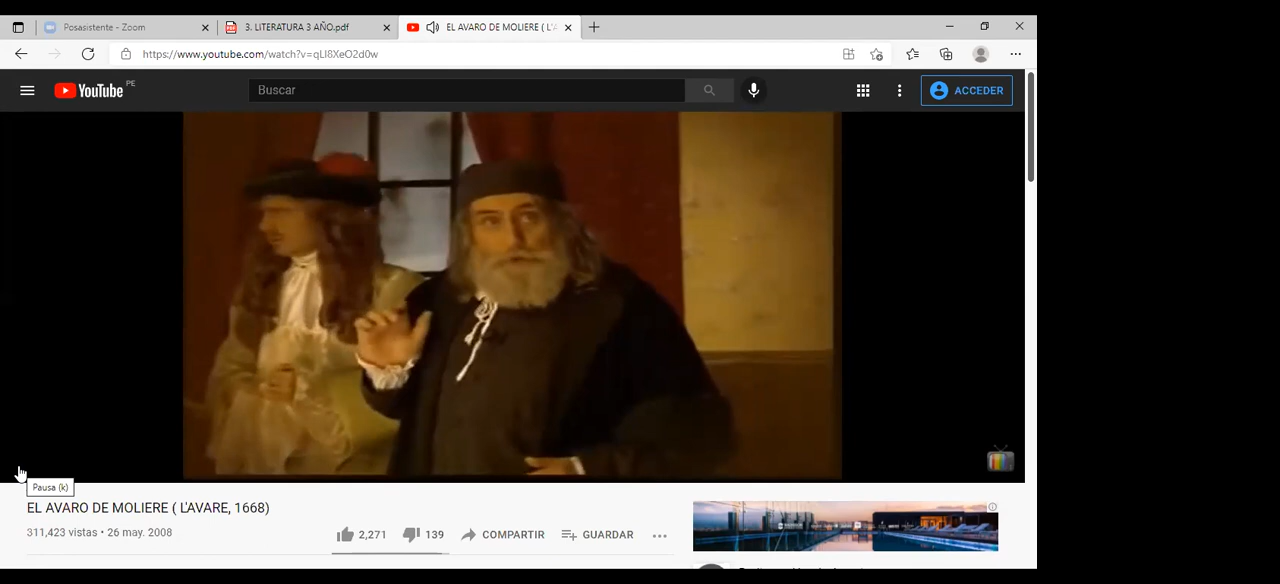 Posasistente - Zoom
3. LITERATURA 3 AÑO.pdf
EL AVARO DE MOLIERE ( L'A
https://www.youtube.com/watch?v=qLl8XeO2d0w
YouTube PE
Buscar
ACCEDER
Pausa (k)
EL AVARO DE MOLIERE ( L'AVARE, 1668)
311,423 vistas • 26 may. 2008
2,271
139
COMPARTIR
GUARDAR